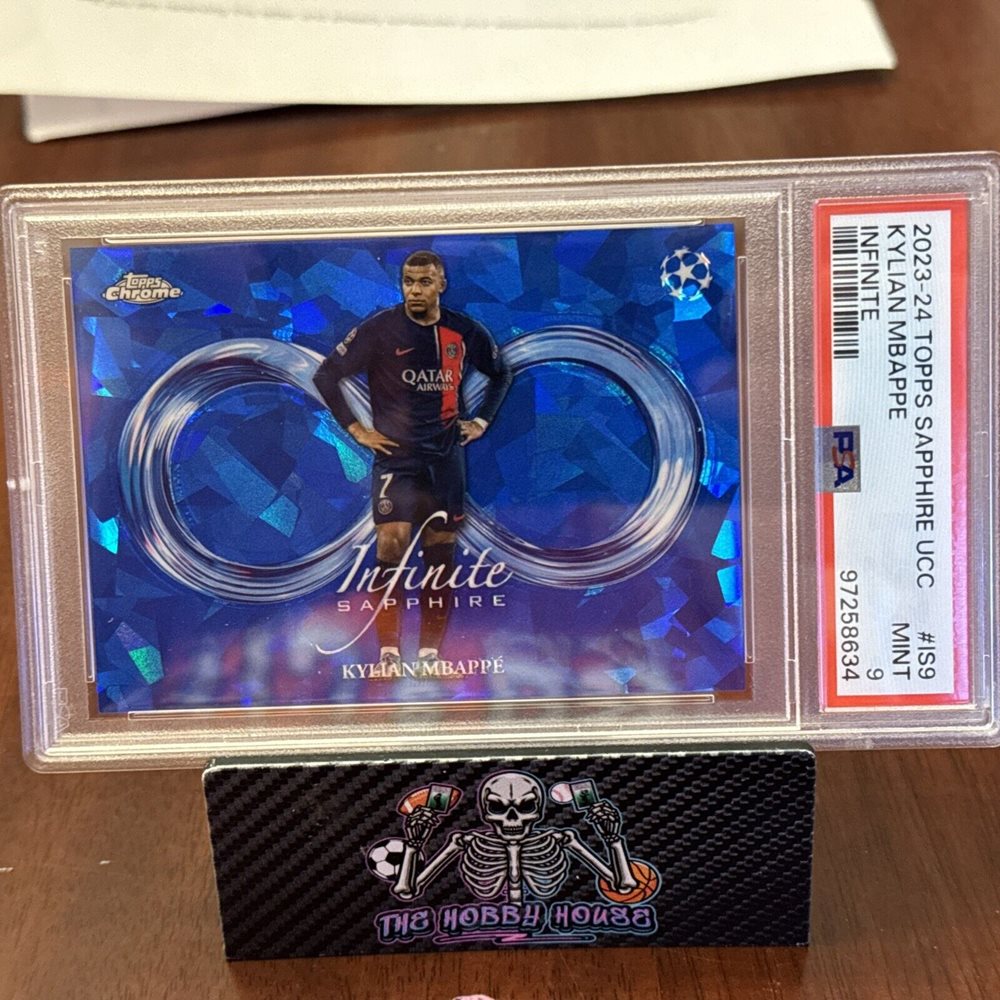 topps
Chrome
QATAR
AIRWAYS
7
Infinite
SAPPHIRE
KYLIAN MBAPPÉ
2023-24 TOPPS SAPPHIRE UCC #IS9
KYLIAN MBAPPE MINT
INFINITE 9
PSA 97258634
THE HOBBY HOUSE